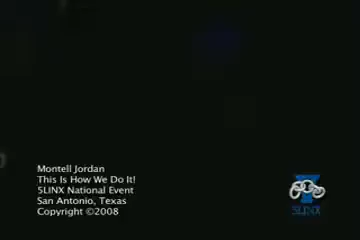 Montell Jordan
This Is How We Do It!
5LINX National Event
San Antonio, Texas
Copyright ©2008
5LINX